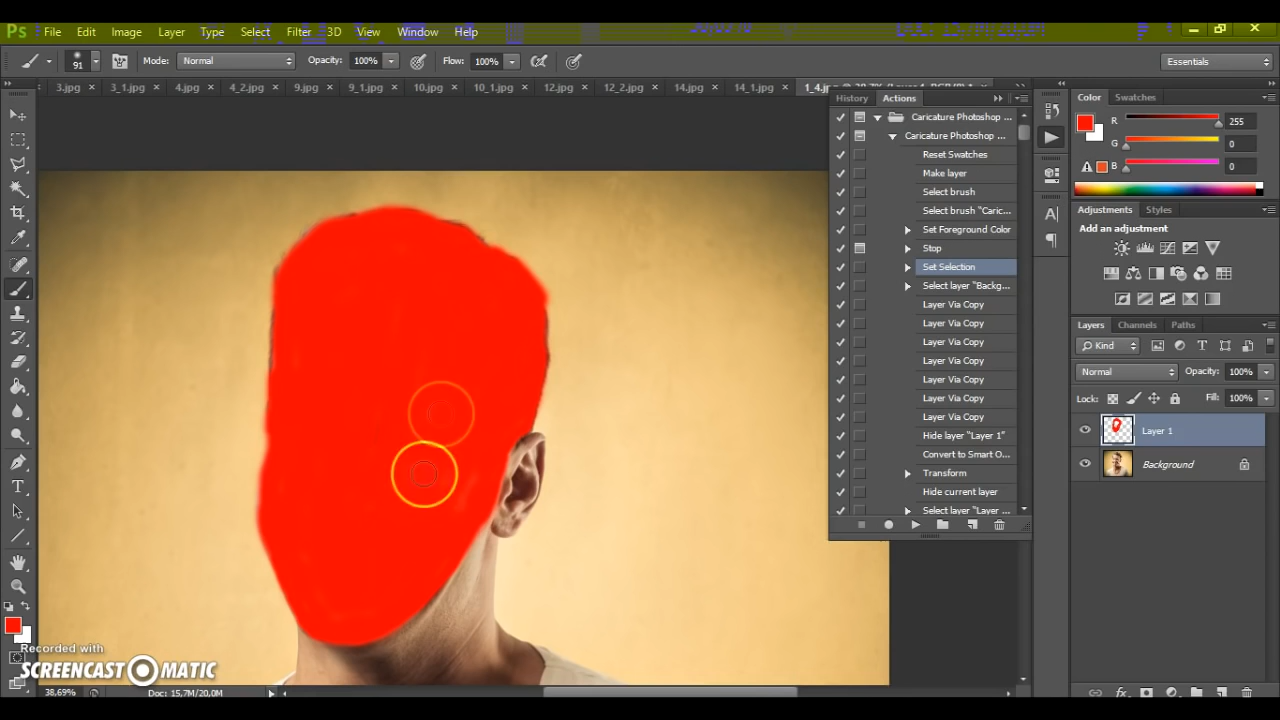 Ps File Edit Image Layer Type Select Filter 3D View Window Help
91 Mode: Normal Opacity: 100% Flow: 100% Essentials
3.jpg 3_1.jpg 4.jpg 4_2.jpg 9.jpg 9_1.jpg 10.jpg 10_1.jpg 12.jpg 12_2.jpg 14.jpg 14_1.jpg
History Actions
Caricature Photoshop ...
Caricature Photoshop ...
Reset Swatches
Make layer
Select brush
Select brush "Caric...
Set Foreground Color
Stop
Set Selection
Select layer "Backg...
Layer Via Copy
Layer Via Copy
Layer Via Copy
Layer Via Copy
Layer Via Copy
Layer Via Copy
Layer Via Copy
Hide layer "Layer 1"
Convert to Smart O...
Transform
Hide current layer
Select layer "Layer ...
Color Swatches
R 255
G 0
B 0
Adjustments Styles
Add an adjustment
Layers Channels Paths
Kind
Normal Opacity: 100%
Lock: Fill: 100%
Layer 1
Background
Recorded with
SCREENCAST MATIC
38,69% Doc: 15,7M/20,0M